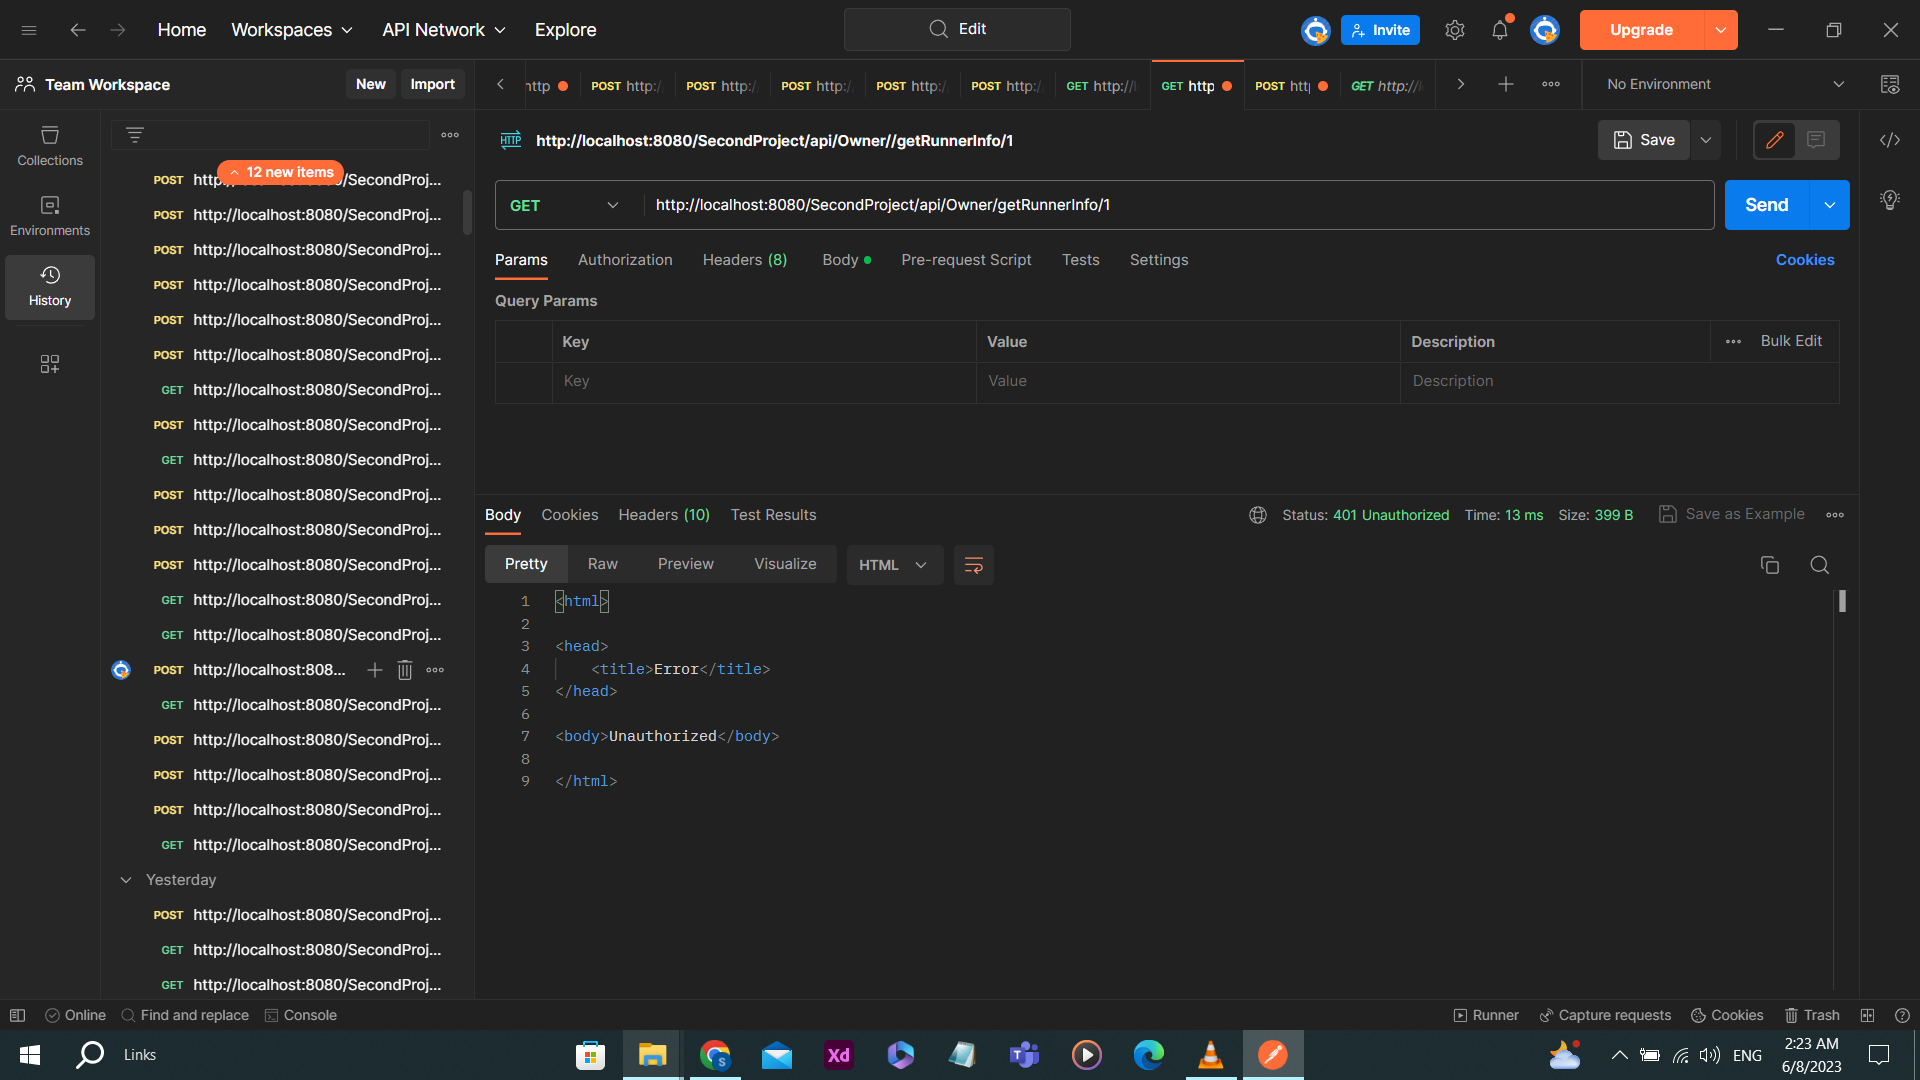 Home Workspaces API Network Explore Edit Invite Upgrade
Team Workspace New Import
http POST http:/ POST http:/ POST http:/ POST http:/ POST http:/ GET http:// GET http POST htt GET http:// No Environment
Collections
Environments
History
12 new items
POST http /SecondProj...
POST http://localhost:8080/SecondProj...
POST http://localhost:8080/SecondProj...
POST http://localhost:8080/SecondProj...
POST http://localhost:8080/SecondProj...
POST http://localhost:8080/SecondProj...
GET http://localhost:8080/SecondProj...
POST http://localhost:8080/SecondProj...
GET http://localhost:8080/SecondProj...
POST http://localhost:8080/SecondProj...
POST http://localhost:8080/SecondProj...
POST http://localhost:8080/SecondProj...
GET http://localhost:8080/SecondProj...
GET http://localhost:8080/SecondProj...
POST http://localhost:808...
GET http://localhost:8080/SecondProj...
POST http://localhost:8080/SecondProj...
POST http://localhost:8080/SecondProj...
POST http://localhost:8080/SecondProj...
GET http://localhost:8080/SecondProj...
Yesterday
POST http://localhost:8080/SecondProj...
GET http://localhost:8080/SecondProj...
GET http://localhost:8080/SecondProj...
HTTP http://localhost:8080/SecondProject/api/Owner//getRunnerInfo/1 Save
GET http://localhost:8080/SecondProject/api/Owner/getRunnerInfo/1 Send
Params Authorization Headers (8) Body Pre-request Script Tests Settings Cookies
Query Params
Key Value Description Bulk Edit
Key Value Description
Body Cookies Headers (10) Test Results Status: 401 Unauthorized Time: 13 ms Size: 399 B Save as Example
Pretty Raw Preview Visualize HTML
1 <html>
2
3 <head>
4 <title>Error</title>
5 </head>
6
7 <body>Unauthorized</body>
8
9 </html>
Online Find and replace Console Runner Capture requests Cookies Trash
Links Xd S ENG 2:23 AM
6/8/2023